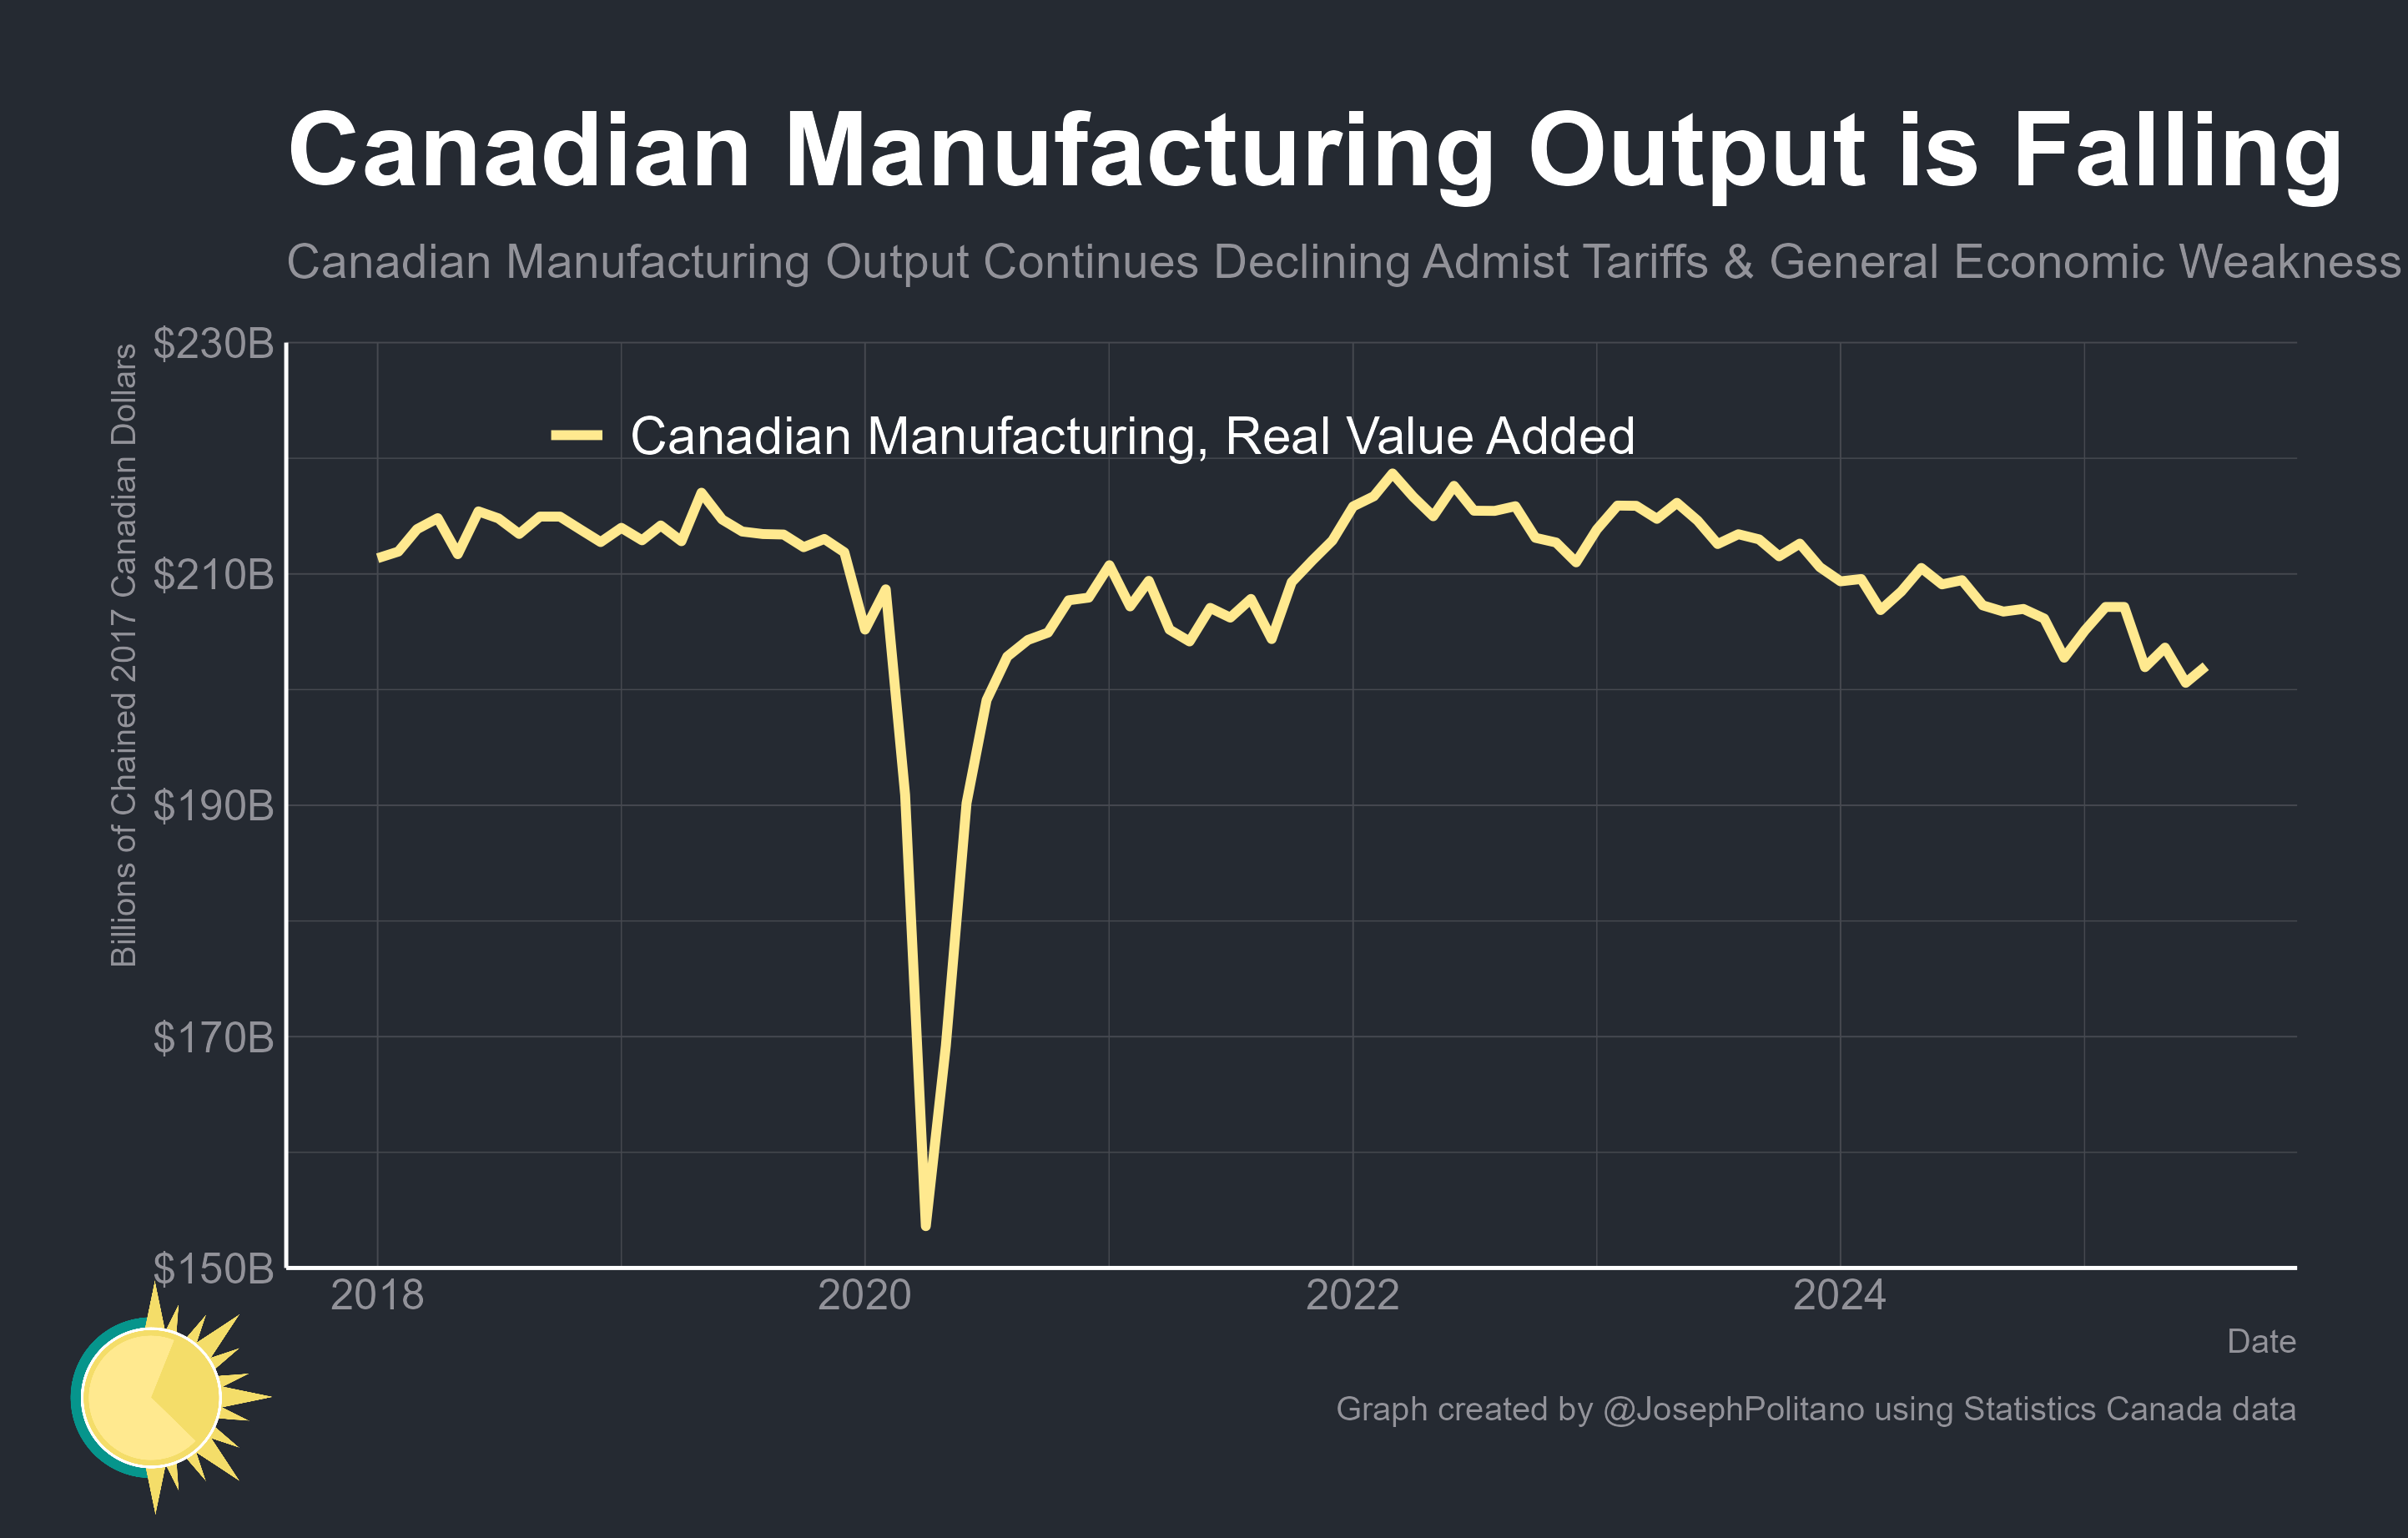 Canadian Manufacturing Output is Falling
Canadian Manufacturing Output Continues Declining Admist Tariffs & General Economic Weakness
Billions of Chained 2017 Canadian Dollars
$230B
$210B
$190B
$170B
$150B
Canadian Manufacturing, Real Value Added
2018
2020
2022
2024
Date
Graph created by @JosephPolitano using Statistics Canada data